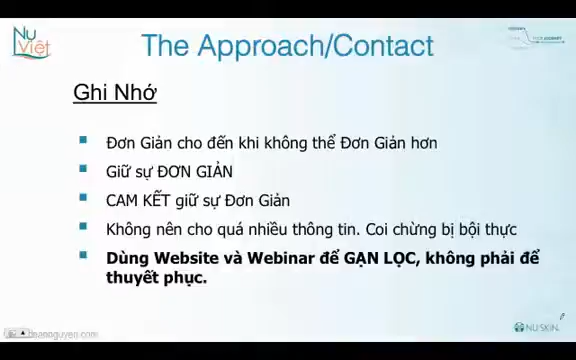 Nu
Việt
The Approach/Contact
Ghi Nhớ
Đơn Giản cho đến khi không thể Đơn Giản hơn
Giữ sự ĐƠN GIẢN
CAM KẾT giữ sự Đơn Giản
Không nên cho quá nhiều thông tin. Coi chừng bị bội thực
Dùng Website và Webinar để GẠN LỌC, không phải để
thuyết phục.
NU SKIN